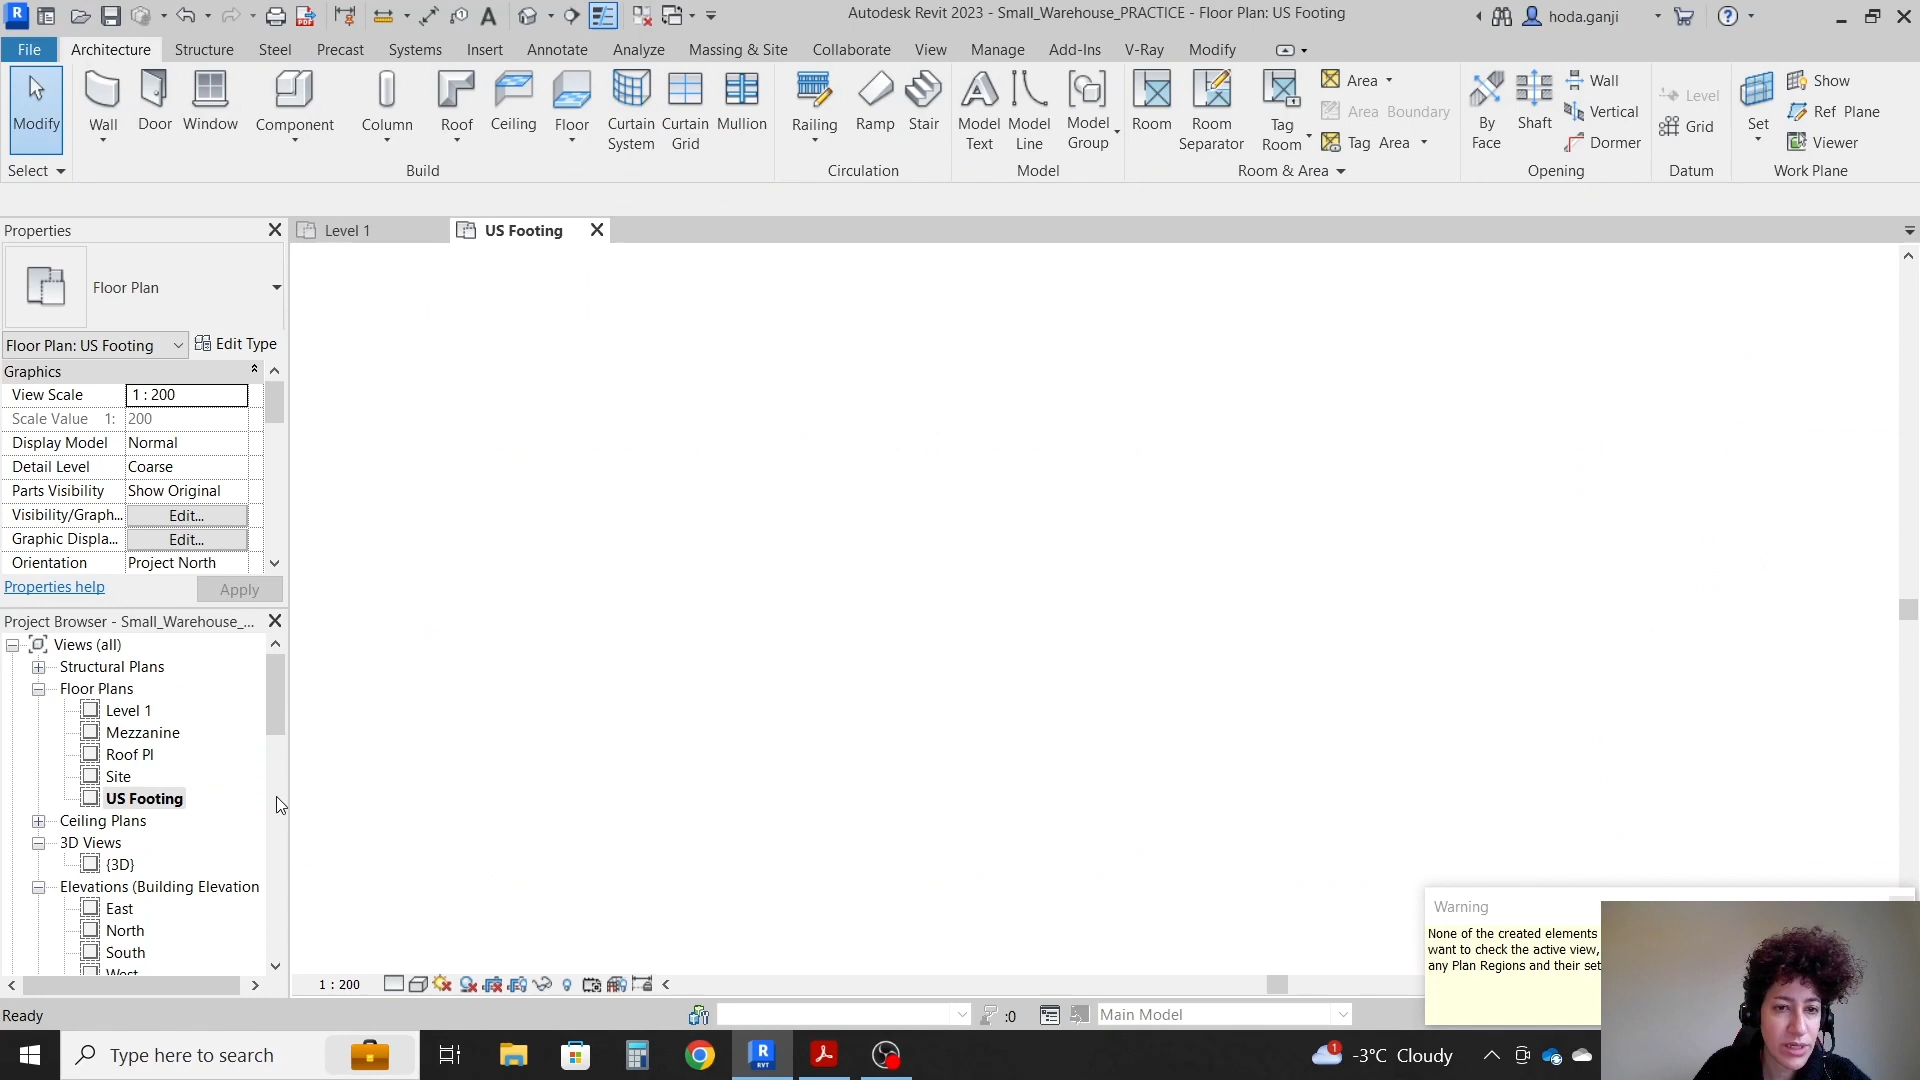 Autodesk Revit 2023 - Small_Warehouse_PRACTICE - Floor Plan: US Footing
hoda.ganji
File Architecture Structure Steel Precast Systems Insert Annotate Analyze Massing & Site Collaborate View Manage Add-Ins V-Ray Modify
Modify
Wall
Door
Window
Component
Column
Roof
Ceiling
Floor
Curtain System
Curtain Grid
Mullion
Railing
Ramp
Stair
Model Text
Model Line
Model Group
Room
Room Separator
Tag Room
Area
Area Boundary
Tag Area
By Face
Shaft
Wall
Vertical
Dormer
Level
Grid
Set
Show
Ref Plane
Viewer
Select
Build
Circulation
Model
Room & Area
Opening
Datum
Work Plane
Properties
Level 1
US Footing
Floor Plan
Floor Plan: US Footing
Edit Type
Graphics
View Scale 1 : 200
Scale Value 1: 200
Display Model Normal
Detail Level Coarse
Parts Visibility Show Original
Visibility/Graph... Edit...
Graphic Displa... Edit...
Orientation Project North
Properties help
Apply
Project Browser - Small_Warehouse_...
Views (all)
Structural Plans
Floor Plans
Level 1
Mezzanine
Roof Pl
Site
US Footing
Ceiling Plans
3D Views
{3D}
Elevations (Building Elevation
East
North
South
West
Warning
None of the created elements
want to check the active view,
any Plan Regions and their set
1 : 200
Ready
:0
Main Model
Type here to search
1
-3°C Cloudy